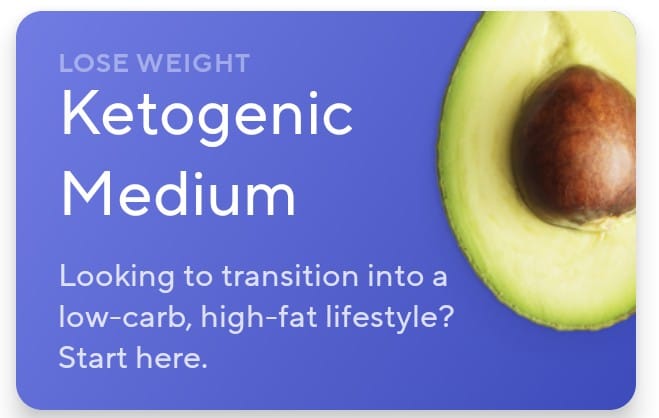 LOSE WEIGHT
Ketogenic
Medium
Looking to transition into a
low-carb, high-fat lifestyle?
Start here.